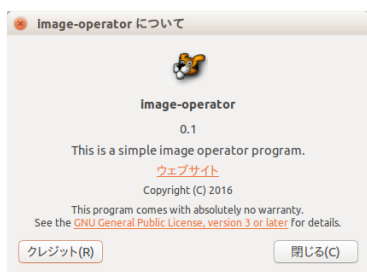 image-operator について
image-operator
0.1
This is a simple image operator program.
ウェブサイト
Copyright (C) 2016
This program comes with absolutely no warranty.
See the GNU General Public License, version 3 or later for details.
クレジット(R)
閉じる(C)